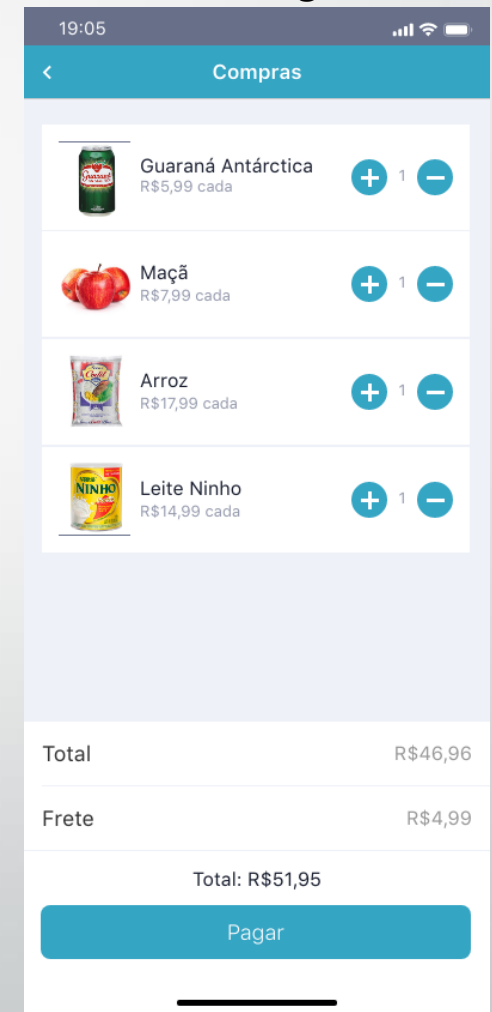 19:05
Compras
Guaraná Antárctica
R$5,99 cada
1
Maçã
R$7,99 cada
1
Arroz
R$17,99 cada
1
NINHO
Leite Ninho
R$14,99 cada
1
Total
R$46,96
Frete
R$4,99
Total: R$51,95
Pagar